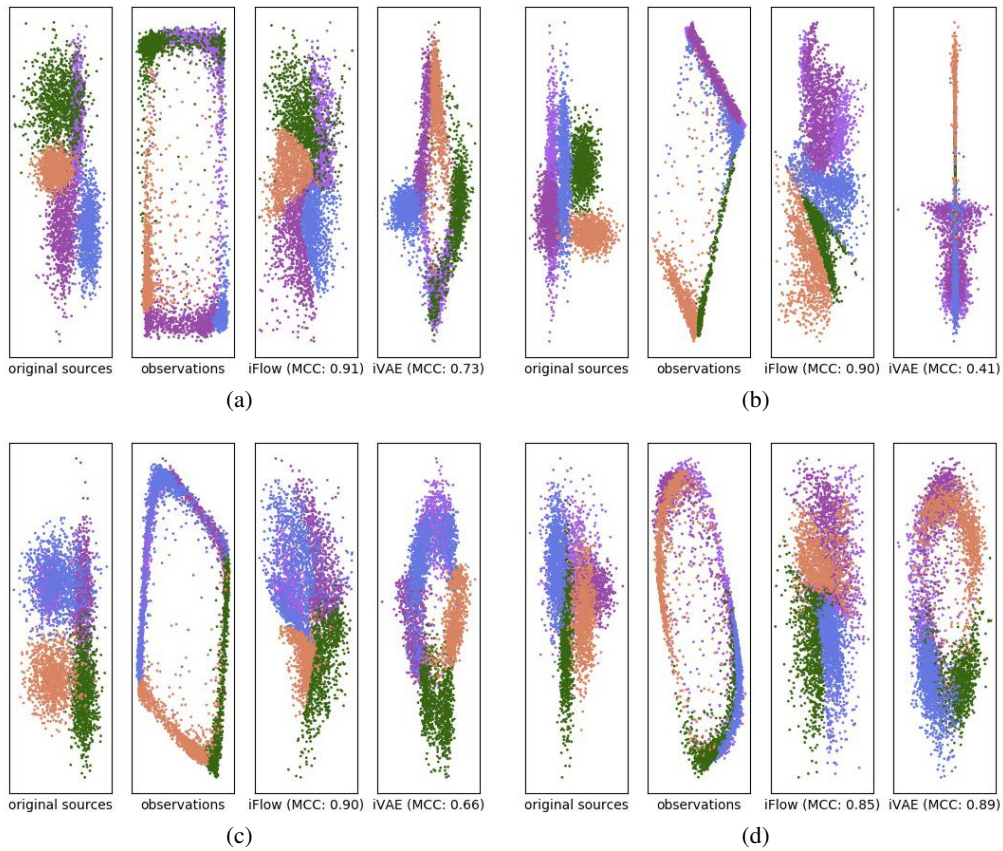 original sources observations iFlow (MCC: 0.91) iVAE (MCC: 0.73)
original sources observations iFlow (MCC: 0.90) iVAE (MCC: 0.41)
(a) (b)
original sources observations iFlow (MCC: 0.90) iVAE (MCC: 0.66)
original sources observations iFlow (MCC: 0.85) iVAE (MCC: 0.89)
(c) (d)